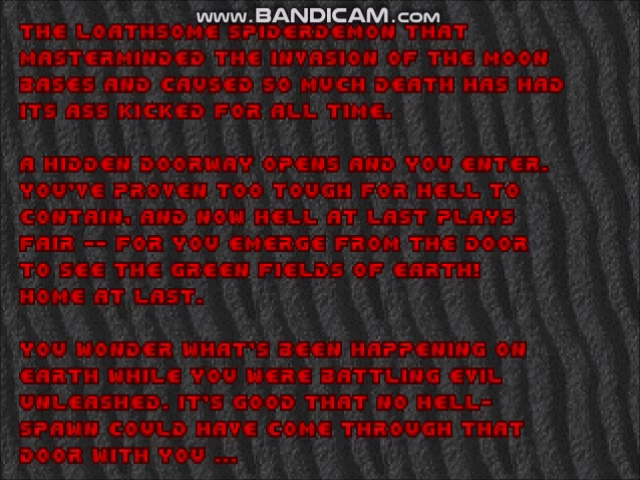 www.BANDICAM.com
THE LOATHSOME SPIDERDEMON THAT
MASTERMINDED THE INVASION OF THE MOON
BASES AND CAUSED SO MUCH DEATH HAS HAD
ITS ASS KICKED FOR ALL TIME.
A HIDDEN DOORWAY OPENS AND YOU ENTER.
YOU'VE PROVEN TOO TOUGH FOR HELL TO
CONTAIN, AND NOW HELL AT LAST PLAYS
FAIR -- FOR YOU EMERGE FROM THE DOOR
TO SEE THE GREEN FIELDS OF EARTH!
HOME AT LAST.
YOU WONDER WHAT'S BEEN HAPPENING ON
EARTH WHILE YOU WERE BATTLING EVIL
UNLEASHED. IT'S GOOD THAT NO HELL-
SPAWN COULD HAVE COME THROUGH THAT
DOOR WITH YOU ...